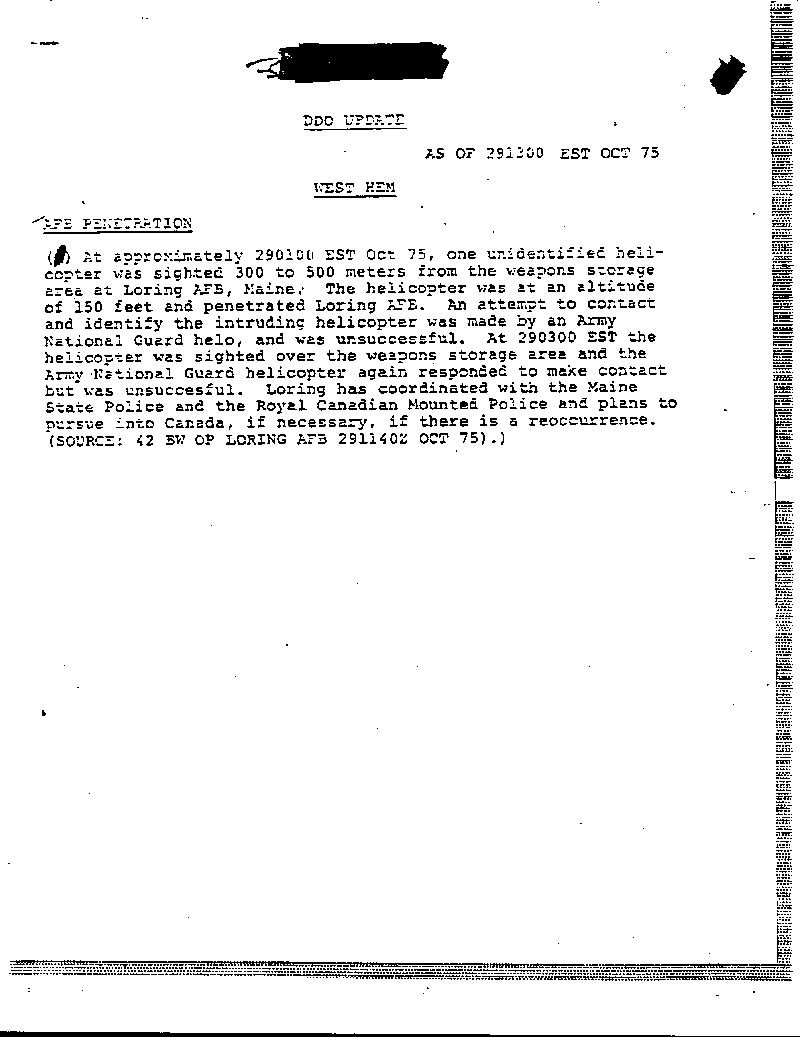 DDO UPDATE
AS OF 291300 EST OCT 75
WEST HEM
AFB PENETRATION
( ) At approximately 290100 EST Oct 75, one unidentified heli-
copter was sighted 300 to 500 meters from the weapons storage
area at Loring AFB, Maine. The helicopter was at an altitude
of 150 feet and penetrated Loring AFB. An attempt to contact
and identify the intruding helicopter was made by an Army
National Guard helo, and was unsuccessful. At 290300 EST the
helicopter was sighted over the weapons storage area and the
Army National Guard helicopter again responded to make contact
but was unsuccesful. Loring has coordinated with the Maine
State Police and the Royal Canadian Mounted Police and plans to
pursue into Canada, if necessary, if there is a reoccurrence.
(SOURCE: 42 BW OP LORING AFB 291140Z OCT 75).)